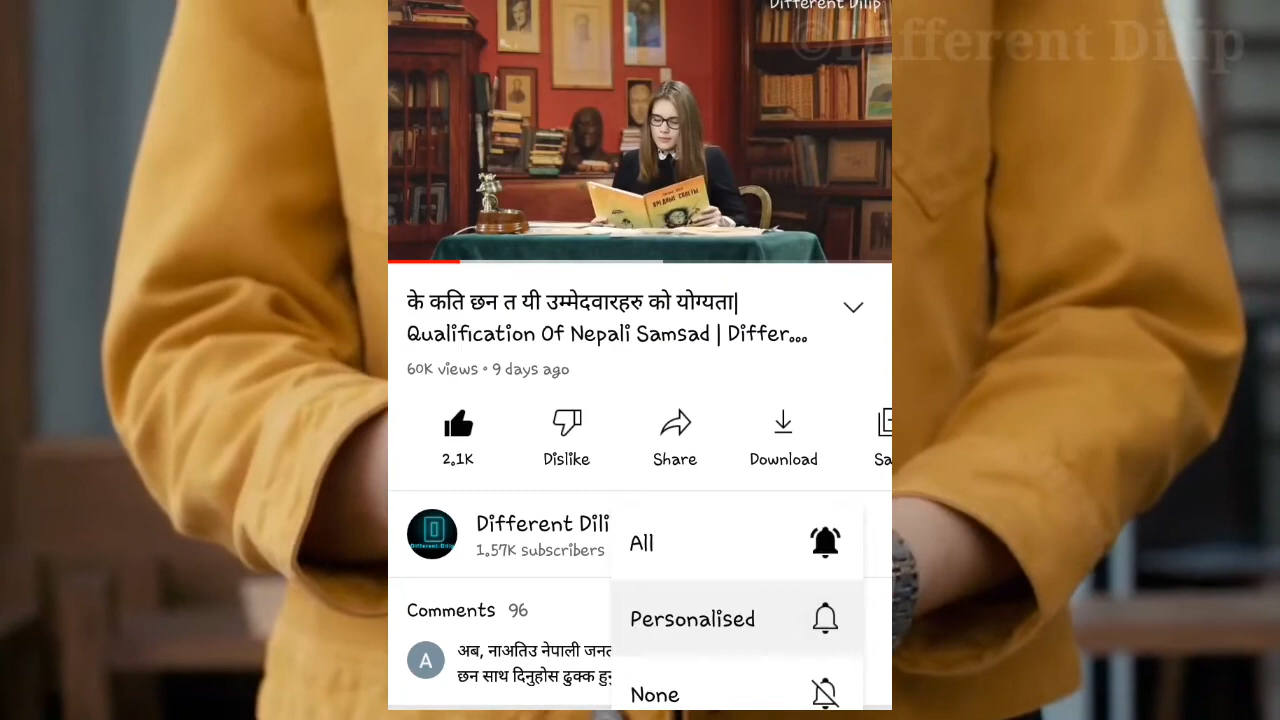 Different Dilip
©Different Dilip
के कति छन त यी उम्मेदवारहरु को योग्यता|
Qualification Of Nepali Samsad | Differ...
60K views • 9 days ago
2.1K
Dislike
Share
Download
Sa
Different Dili
1.57K subscribers
All
Personalised
None
Comments 96
A
अब, नाअतिउ नेपाली जनत
छन साथ दिनुहोस ढुक्क हुनु